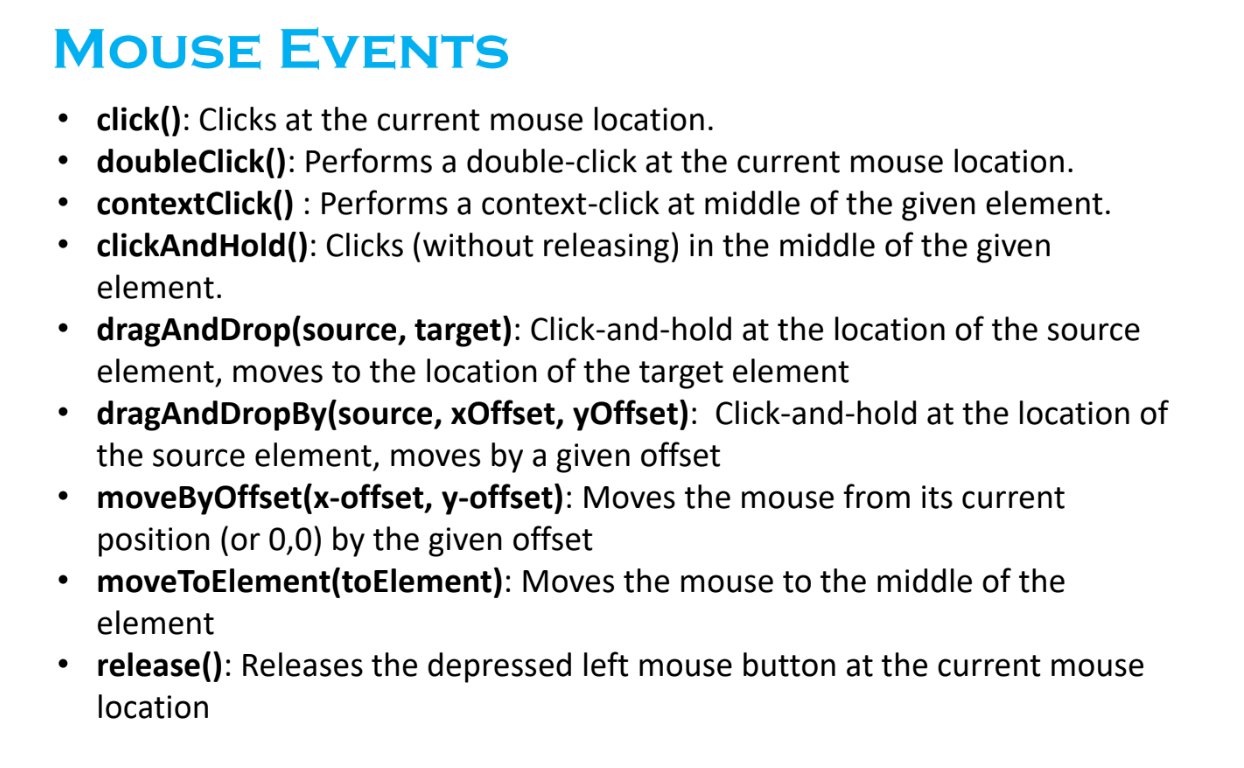 MOUSE EVENTS
• click(): Clicks at the current mouse location.
• doubleClick(): Performs a double-click at the current mouse location.
• contextClick() : Performs a context-click at middle of the given element.
• clickAndHold(): Clicks (without releasing) in the middle of the given
element.
• dragAndDrop(source, target): Click-and-hold at the location of the source
element, moves to the location of the target element
• dragAndDropBy(source, xOffset, yOffset):  Click-and-hold at the location of
the source element, moves by a given offset
• moveByOffset(x-offset, y-offset): Moves the mouse from its current
position (or 0,0) by the given offset
• moveToElement(toElement): Moves the mouse to the middle of the
element
• release(): Releases the depressed left mouse button at the current mouse
location